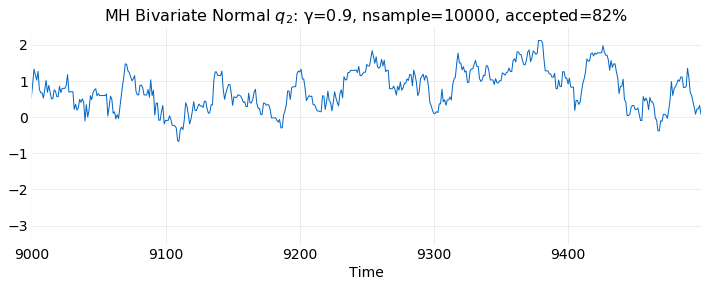 MH Bivariate Normal q₂: γ=0.9, nsample=10000, accepted=82%
2
1
0
−1
−2
−3
9000 9100 9200 9300 9400
Time